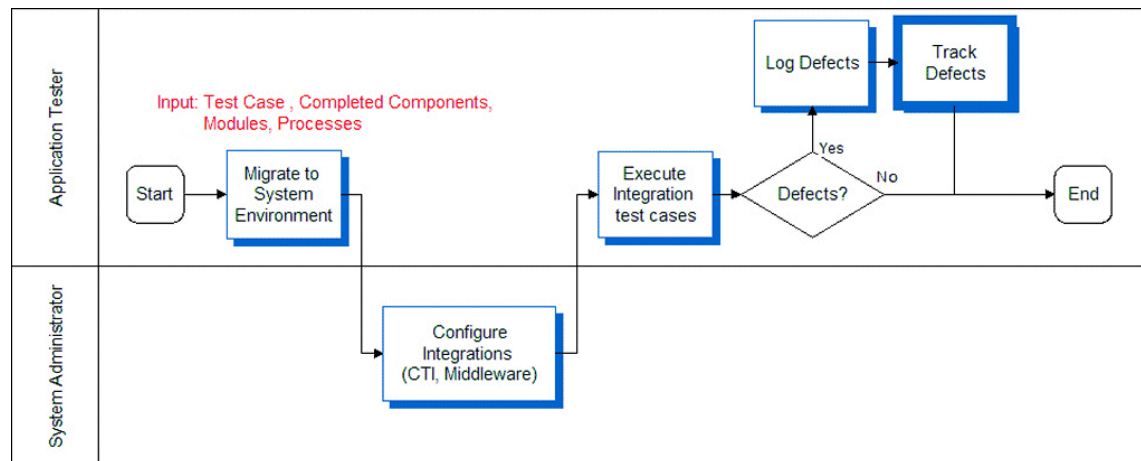 Application Tester
Input: Test Case , Completed Components,
Modules, Processes
Start
Migrate to
System
Environment
Execute
Integration
test cases
Defects?
Yes
No
Log Defects
Track
Defects
End
System Administrator
Configure
Integrations
(CTI, Middleware)